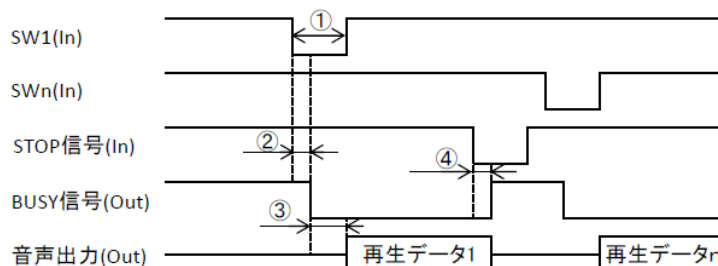 ①
SW1(In)
SWn(In)
STOP信号(In)
②
④
BUSY信号(Out)
③
音声出力(Out)
再生データ1
再生データn